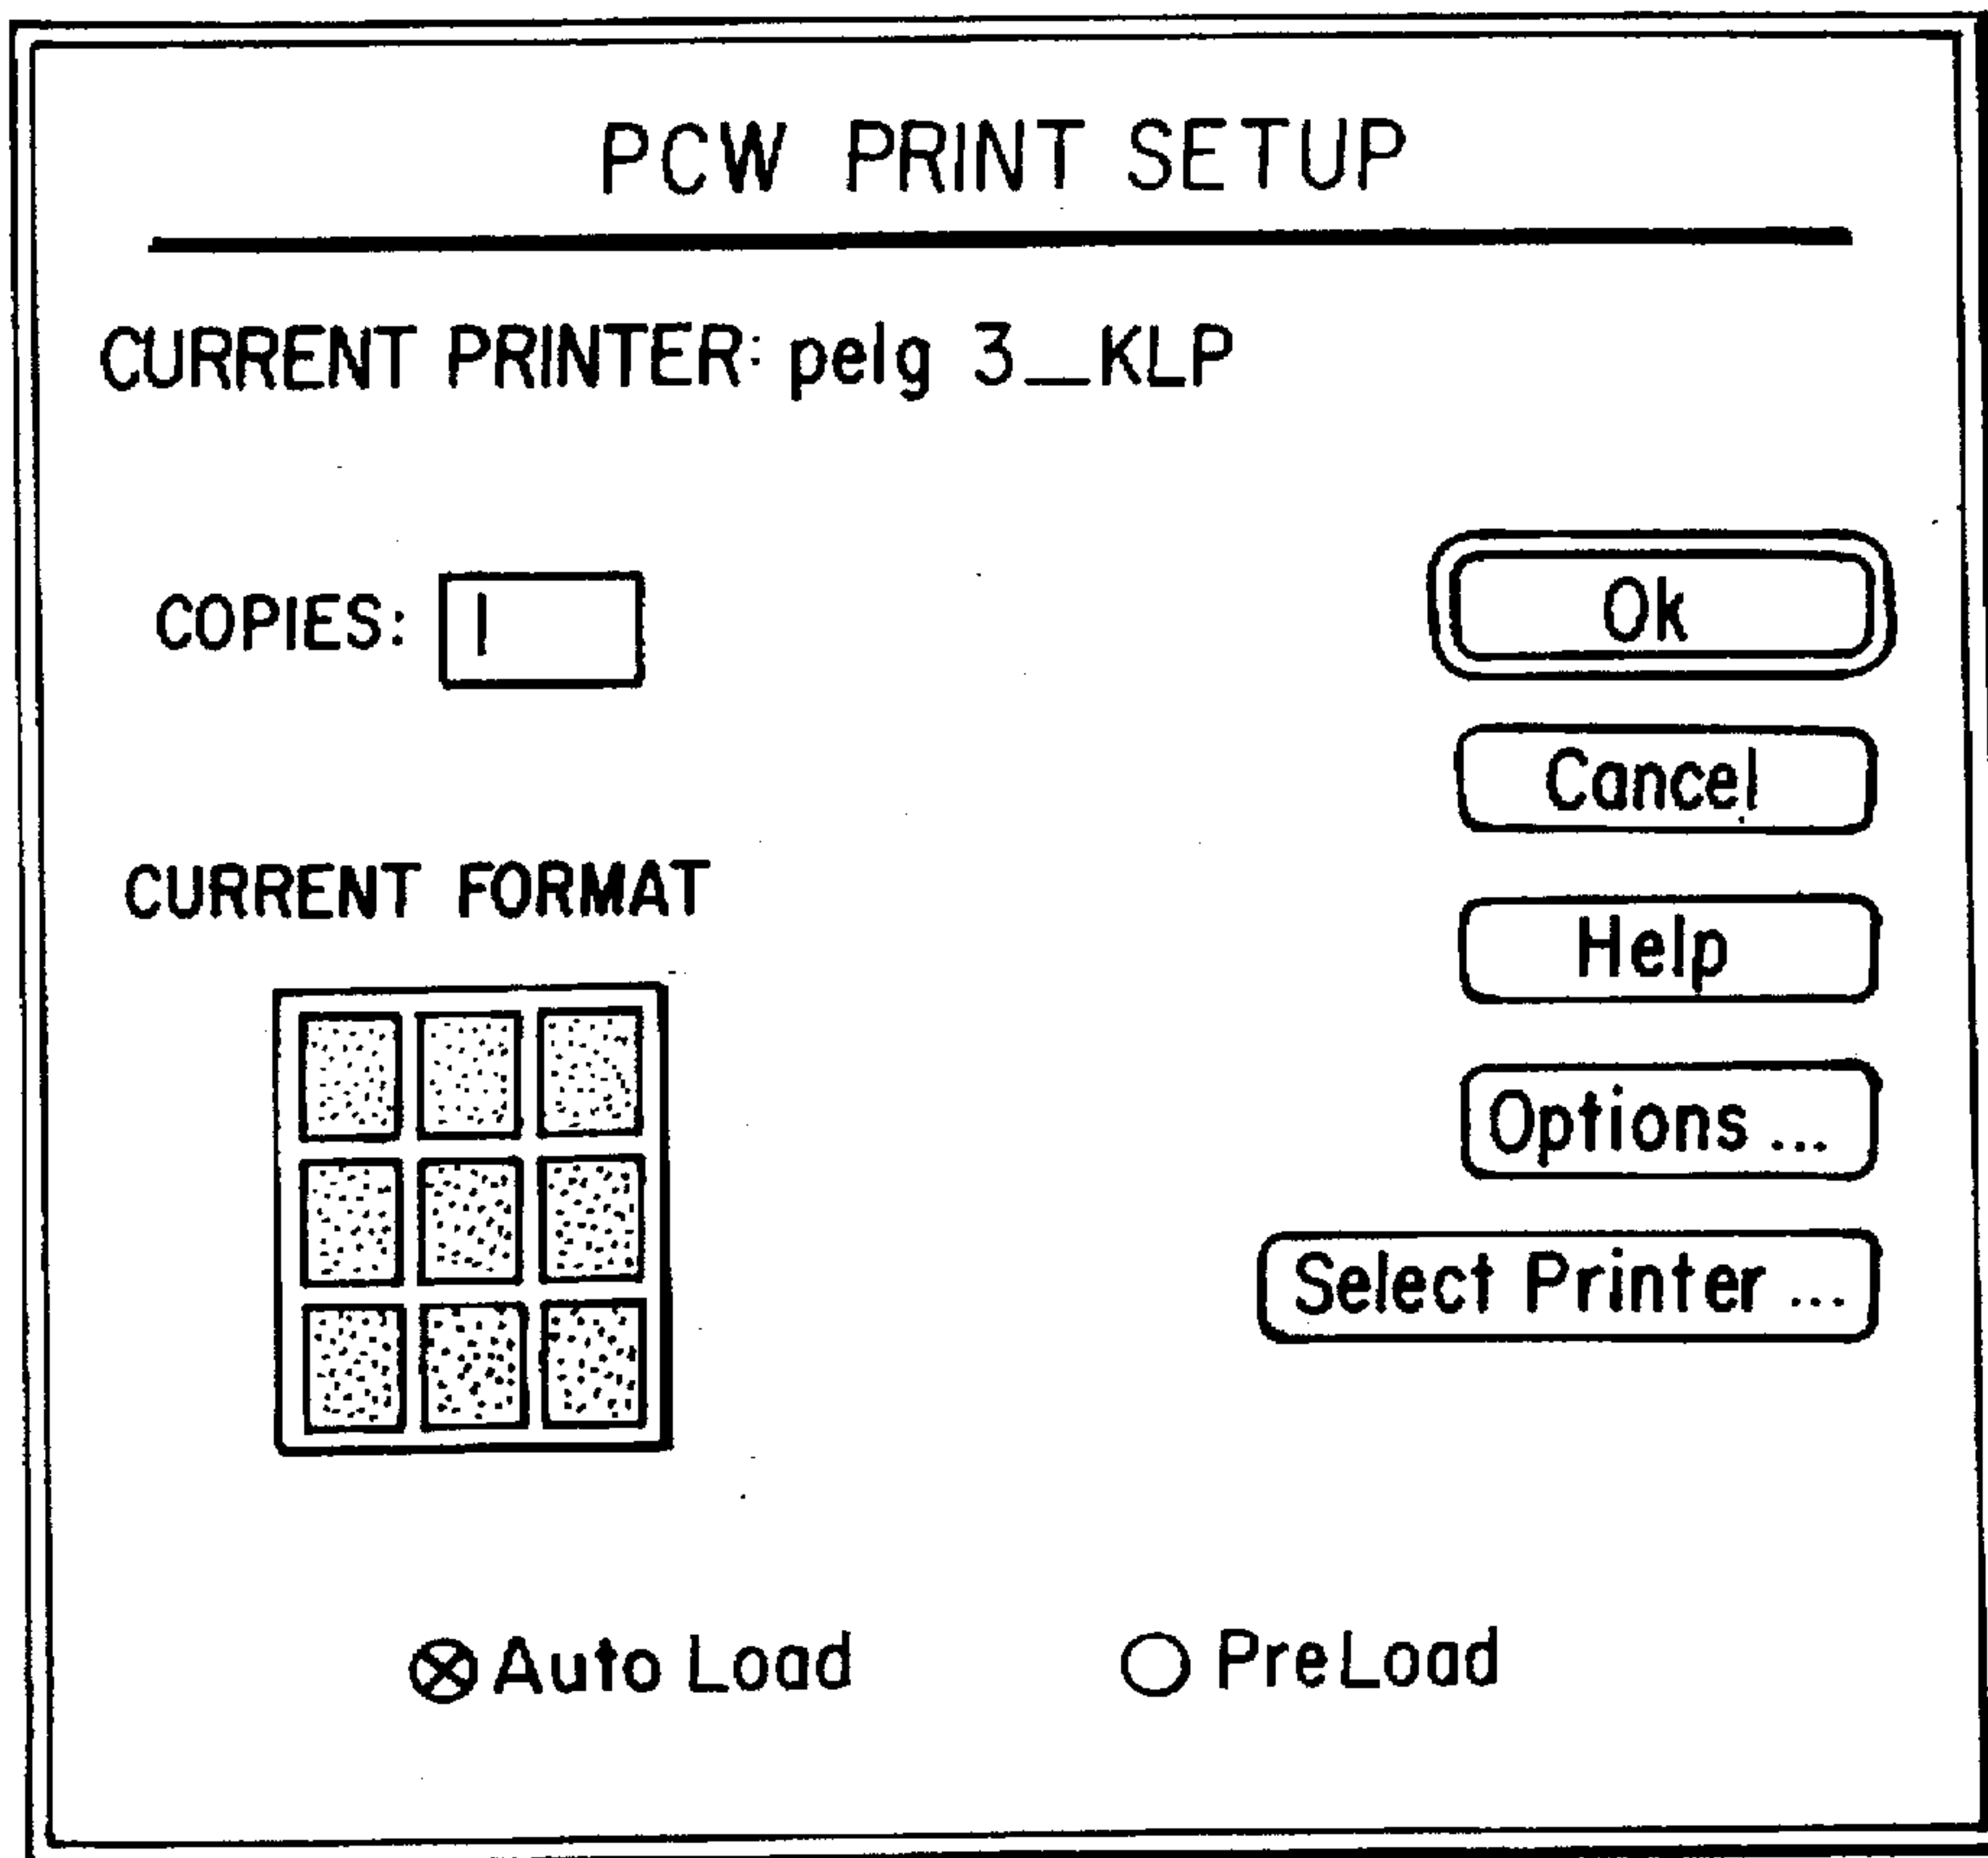 PCW PRINT SETUP
CURRENT PRINTER: pelg 3_KLP
COPIES: 1
Ok
Cancel
CURRENT FORMAT
Help
Options ...
Select Printer ...
Auto Load
PreLoad